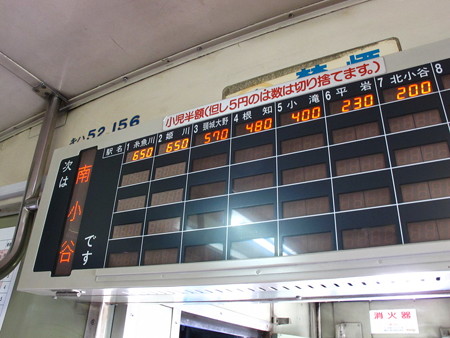 禁煙
小児半額(但し5円のは数は切り捨てます。)
キハ52 156
駅名 1 糸魚川 2 姫川 3 頸城大野 4 根知 5 小滝 6 平岩 7 北小谷 8
650 650 570 480 400 230 200
次は 南小谷 です
消火器